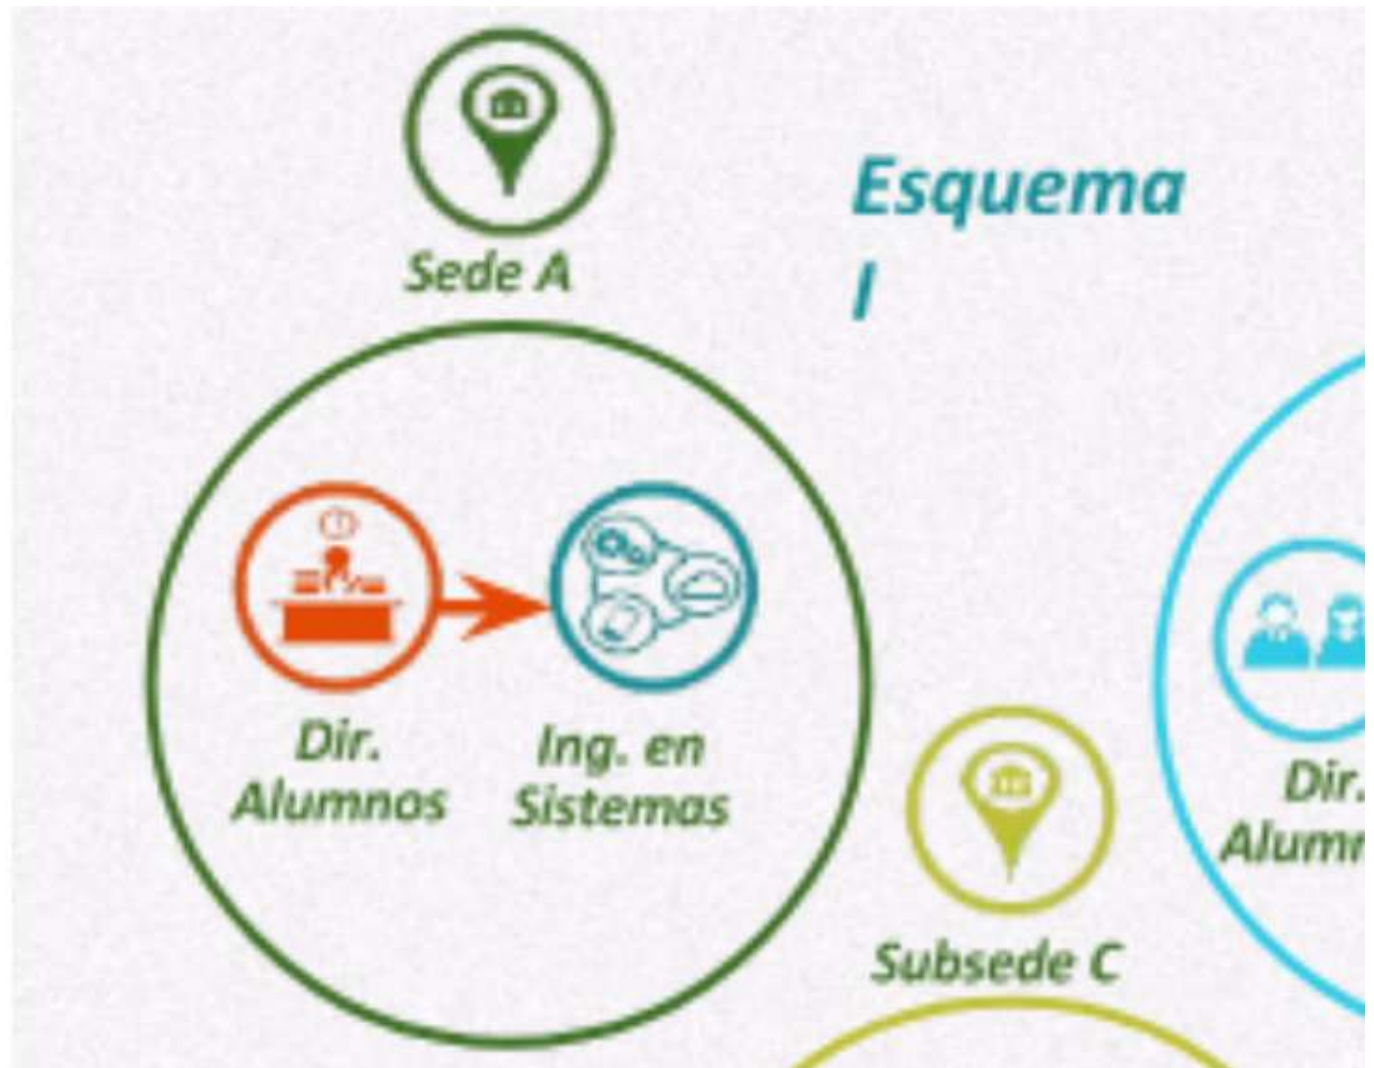 Esquema
I
Sede A
Dir.
Alumnos
Ing. en
Sistemas
Subsede C
Dir.